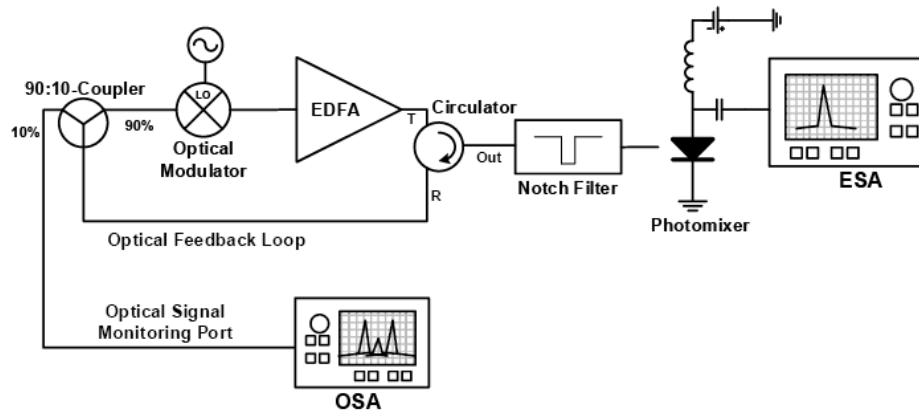 90:10-Coupler
10%
90%
LO
Optical
Modulator
EDFA
T
Circulator
Out
R
Notch Filter
Photomixer
ESA
Optical Feedback Loop
Optical Signal
Monitoring Port
OSA